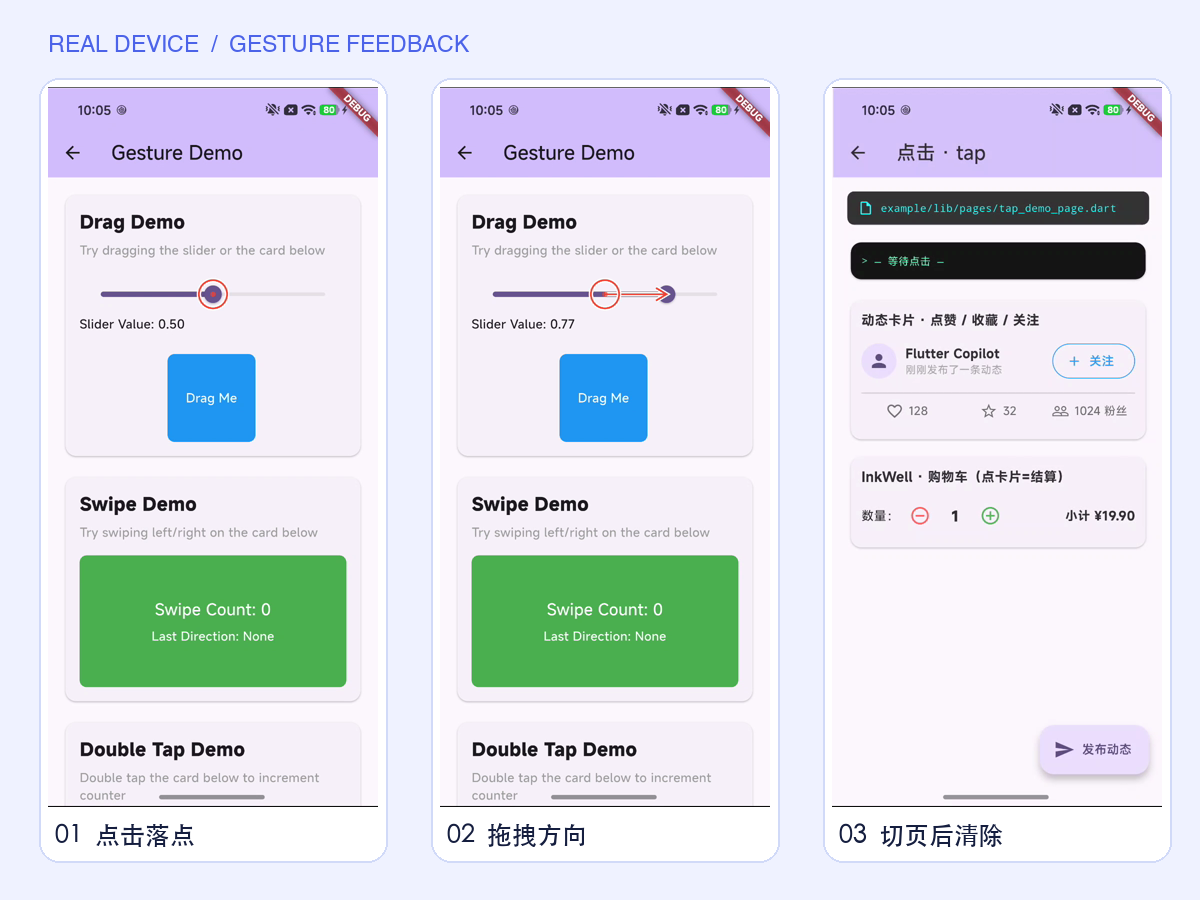 REAL DEVICE / GESTURE FEEDBACK
10:05
80
DEBUG
Gesture Demo
Drag Demo
Try dragging the slider or the card below
Slider Value: 0.50
Drag Me
Swipe Demo
Try swiping left/right on the card below
Swipe Count: 0
Last Direction: None
Double Tap Demo
Double tap the card below to increment
counter
01 点击落点
10:05
80
DEBUG
Gesture Demo
Drag Demo
Try dragging the slider or the card below
Slider Value: 0.77
Drag Me
Swipe Demo
Try swiping left/right on the card below
Swipe Count: 0
Last Direction: None
Double Tap Demo
Double tap the card below to increment
counter
02 拖拽方向
10:05
80
DEBUG
点击 · tap
example/lib/pages/tap_demo_page.dart
> — 等待点击 —
动态卡片 · 点赞 / 收藏 / 关注
Flutter Copilot
刚刚发布了一条动态
+ 关注
128
32
1024 粉丝
InkWell · 购物车（点卡片=结算）
数量：
1
小计 ¥19.90
发布动态
03 切页后清除